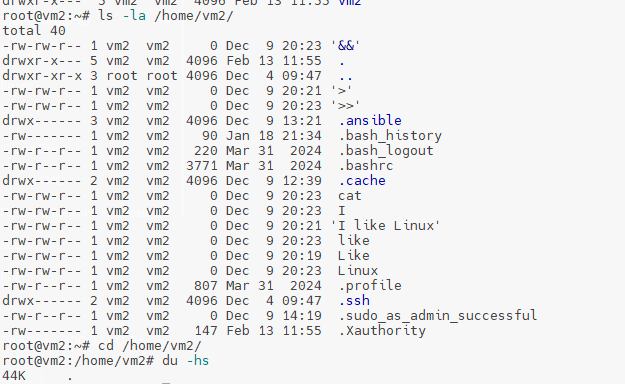 drwxr-x--- 5 vm2 vm2 4096 Feb 13 11:55 vm2
root@vm2:~# ls -la /home/vm2/
total 40
-rw-rw-r-- 1 vm2  vm2     0 Dec  9 20:23 '&&'
drwxr-x--- 5 vm2  vm2  4096 Feb 13 11:55  .
drwxr-xr-x 3 root root 4096 Dec  4 09:47  ..
-rw-rw-r-- 1 vm2  vm2     0 Dec  9 20:21 '>'
-rw-rw-r-- 1 vm2  vm2     0 Dec  9 20:23 '>>'
drwx------ 3 vm2  vm2  4096 Dec  9 13:21  .ansible
-rw------- 1 vm2  vm2    90 Jan 18 21:34  .bash_history
-rw-r--r-- 1 vm2  vm2   220 Mar 31  2024  .bash_logout
-rw-r--r-- 1 vm2  vm2  3771 Mar 31  2024  .bashrc
drwx------ 2 vm2  vm2  4096 Dec  9 12:39  .cache
-rw-rw-r-- 1 vm2  vm2     0 Dec  9 20:23  cat
-rw-rw-r-- 1 vm2  vm2     0 Dec  9 20:23  I
-rw-rw-r-- 1 vm2  vm2     0 Dec  9 20:21 'I like Linux'
-rw-rw-r-- 1 vm2  vm2     0 Dec  9 20:23  like
-rw-rw-r-- 1 vm2  vm2     0 Dec  9 20:19  Like
-rw-rw-r-- 1 vm2  vm2     0 Dec  9 20:23  Linux
-rw-r--r-- 1 vm2  vm2   807 Mar 31  2024  .profile
drwx------ 2 vm2  vm2  4096 Dec  4 09:47  .ssh
-rw-r--r-- 1 vm2  vm2     0 Dec  9 14:19  .sudo_as_admin_successful
-rw------- 1 vm2  vm2   147 Feb 13 11:55  .Xauthority
root@vm2:~# cd /home/vm2/
root@vm2:/home/vm2# du -hs
44K     .